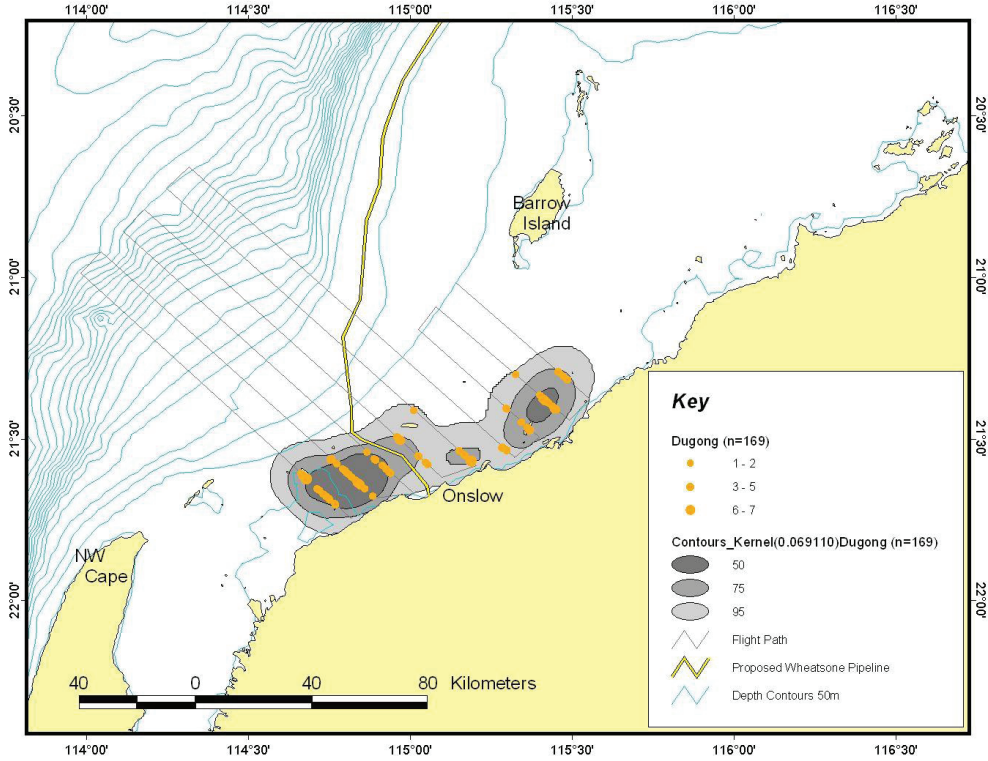 114°00'
114°30'
115°00'
115°30'
116°00'
116°30'
20°30'
20°30'
21°00'
21°00'
21°30'
21°30'
22°00'
22°00'
Barrow
Island
Onslow
NW
Cape
Key
Dugong (n=169)
1 - 2
3 - 5
6 - 7
Contours_Kernel(0.069110)Dugong (n=169)
50
75
95
Flight Path
Proposed Wheatsone Pipeline
Depth Contours 50m
40 0 40 80 Kilometers
114°00'
114°30'
115°00'
115°30'
116°00'
116°30'